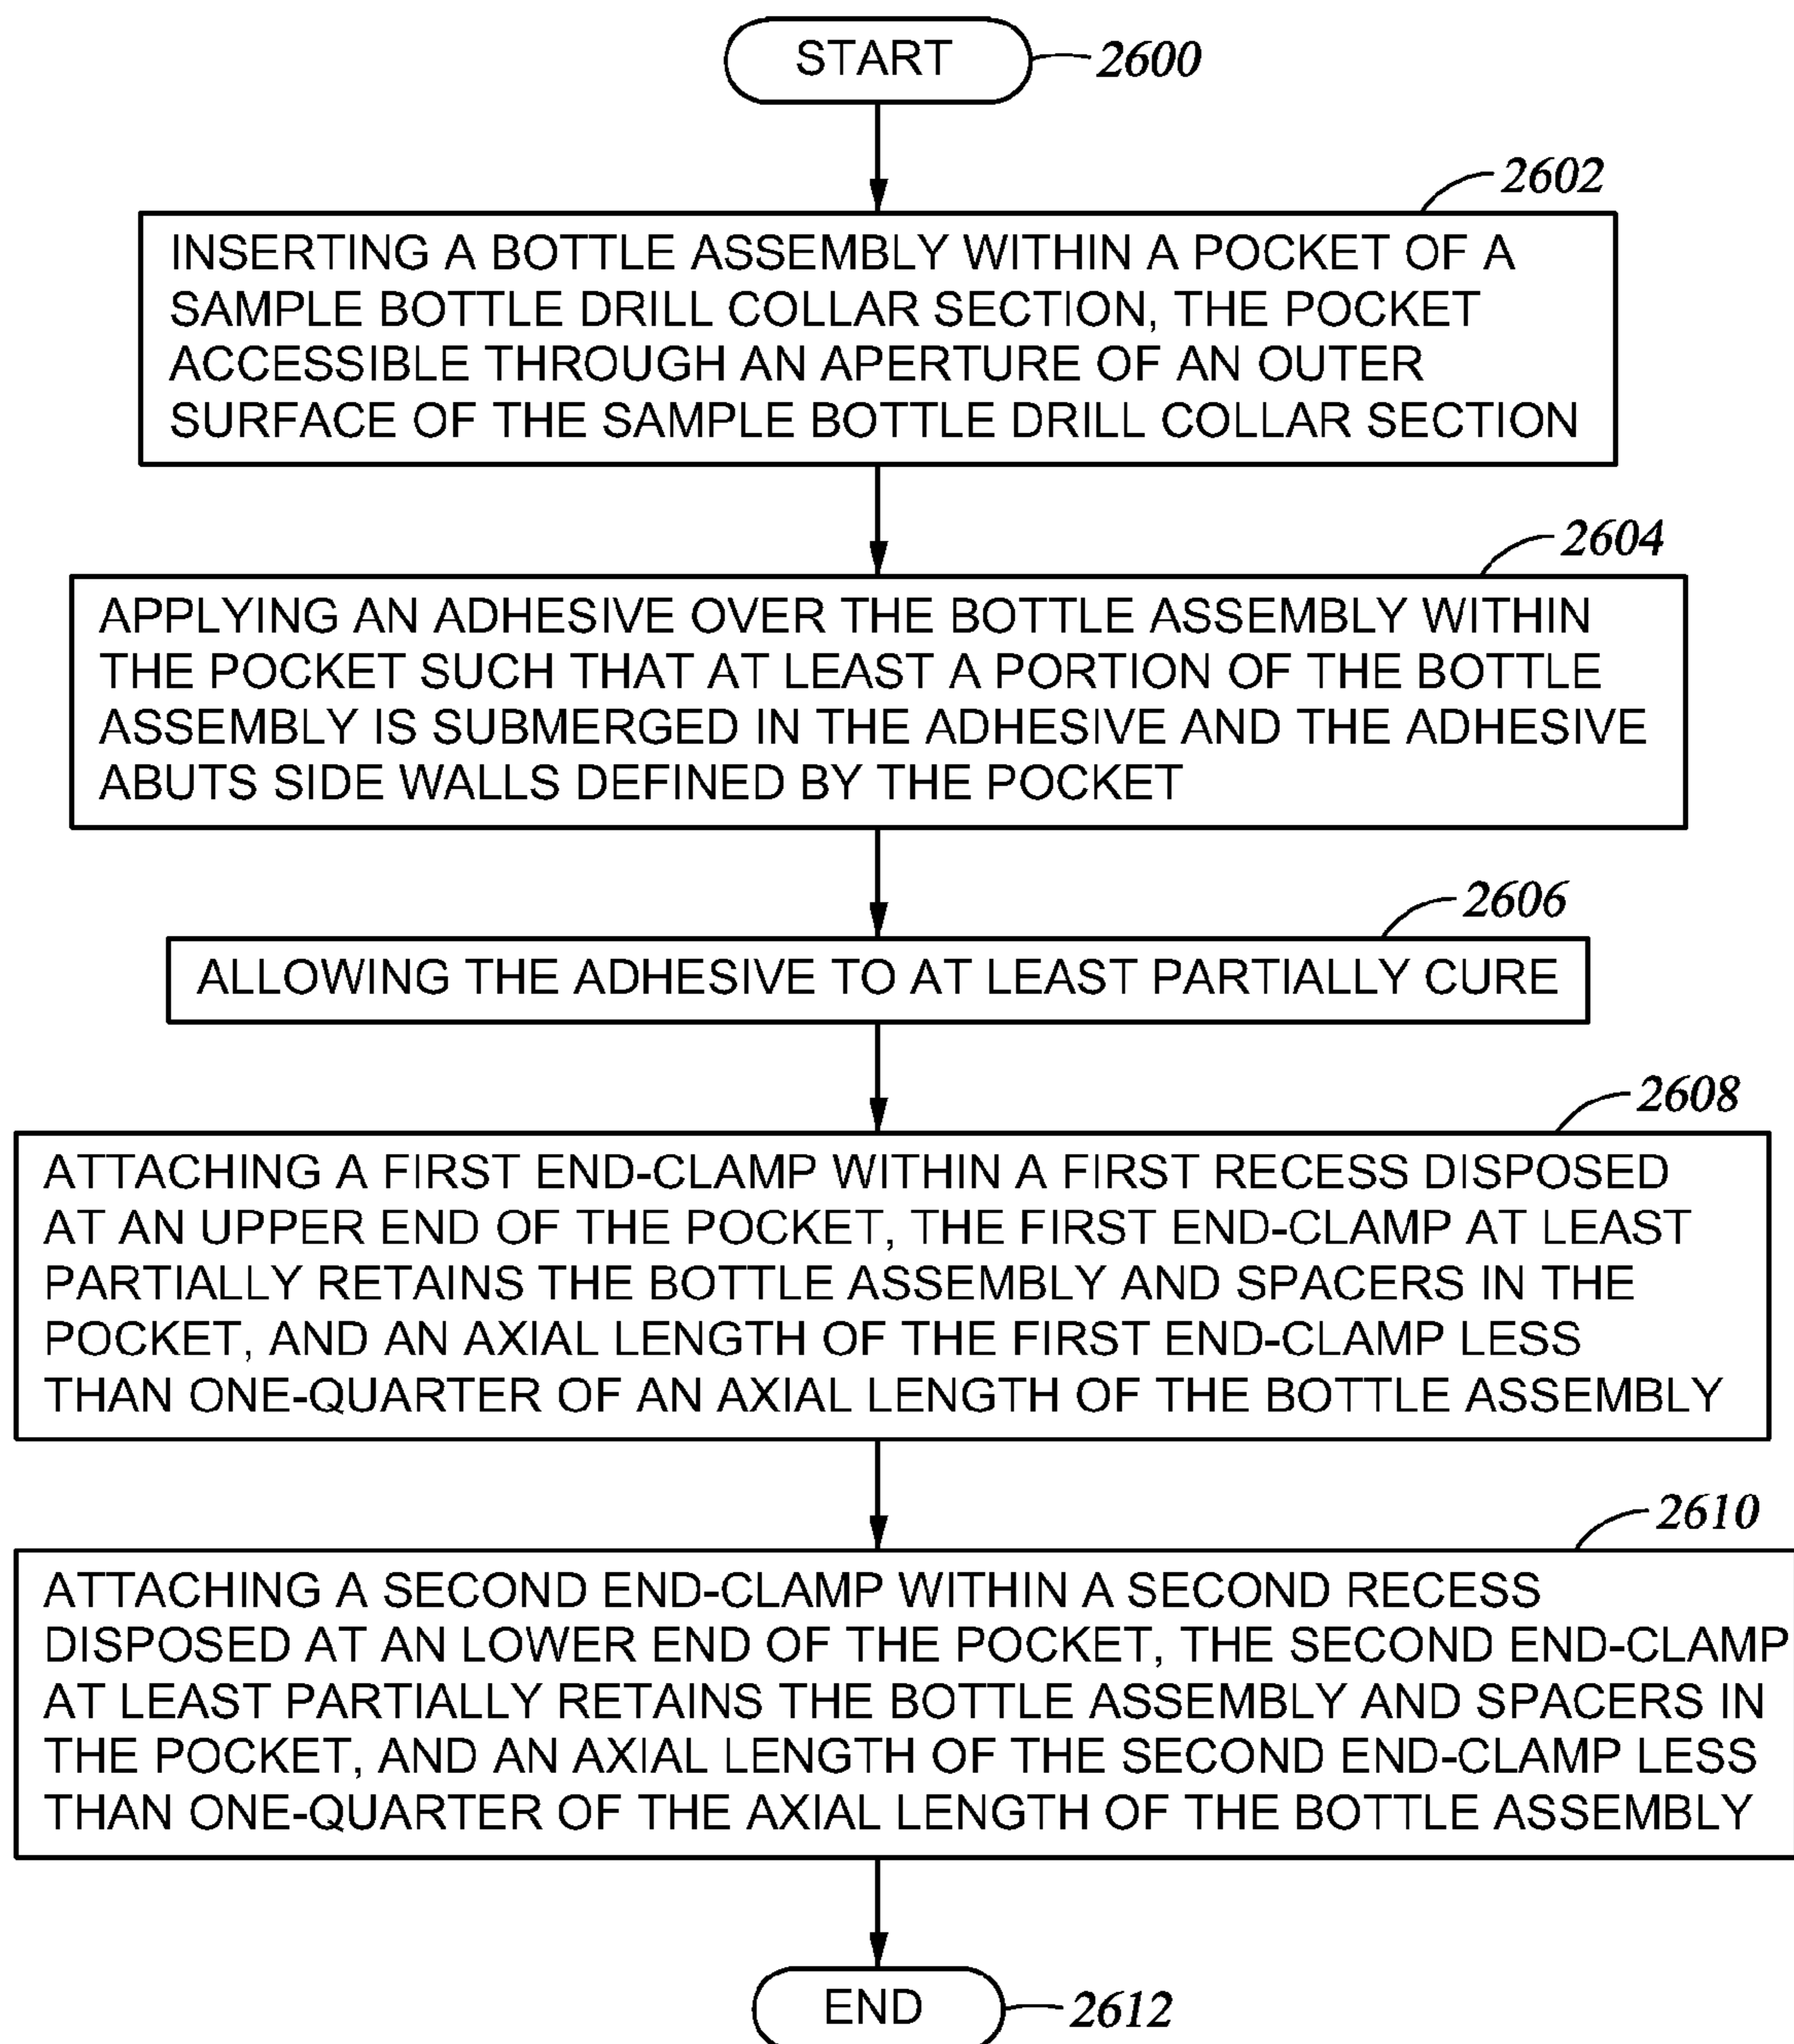 START
2600
2602
INSERTING A BOTTLE ASSEMBLY WITHIN A POCKET OF A
SAMPLE BOTTLE DRILL COLLAR SECTION, THE POCKET
ACCESSIBLE THROUGH AN APERTURE OF AN OUTER
SURFACE OF THE SAMPLE BOTTLE DRILL COLLAR SECTION
2604
APPLYING AN ADHESIVE OVER THE BOTTLE ASSEMBLY WITHIN
THE POCKET SUCH THAT AT LEAST A PORTION OF THE BOTTLE
ASSEMBLY IS SUBMERGED IN THE ADHESIVE AND THE ADHESIVE
ABUTS SIDE WALLS DEFINED BY THE POCKET
2606
ALLOWING THE ADHESIVE TO AT LEAST PARTIALLY CURE
2608
ATTACHING A FIRST END-CLAMP WITHIN A FIRST RECESS DISPOSED
AT AN UPPER END OF THE POCKET, THE FIRST END-CLAMP AT LEAST
PARTIALLY RETAINS THE BOTTLE ASSEMBLY AND SPACERS IN THE
POCKET, AND AN AXIAL LENGTH OF THE FIRST END-CLAMP LESS
THAN ONE-QUARTER OF AN AXIAL LENGTH OF THE BOTTLE ASSEMBLY
2610
ATTACHING A SECOND END-CLAMP WITHIN A SECOND RECESS
DISPOSED AT AN LOWER END OF THE POCKET, THE SECOND END-CLAMP
AT LEAST PARTIALLY RETAINS THE BOTTLE ASSEMBLY AND SPACERS IN
THE POCKET, AND AN AXIAL LENGTH OF THE SECOND END-CLAMP LESS
THAN ONE-QUARTER OF THE AXIAL LENGTH OF THE BOTTLE ASSEMBLY
END
2612